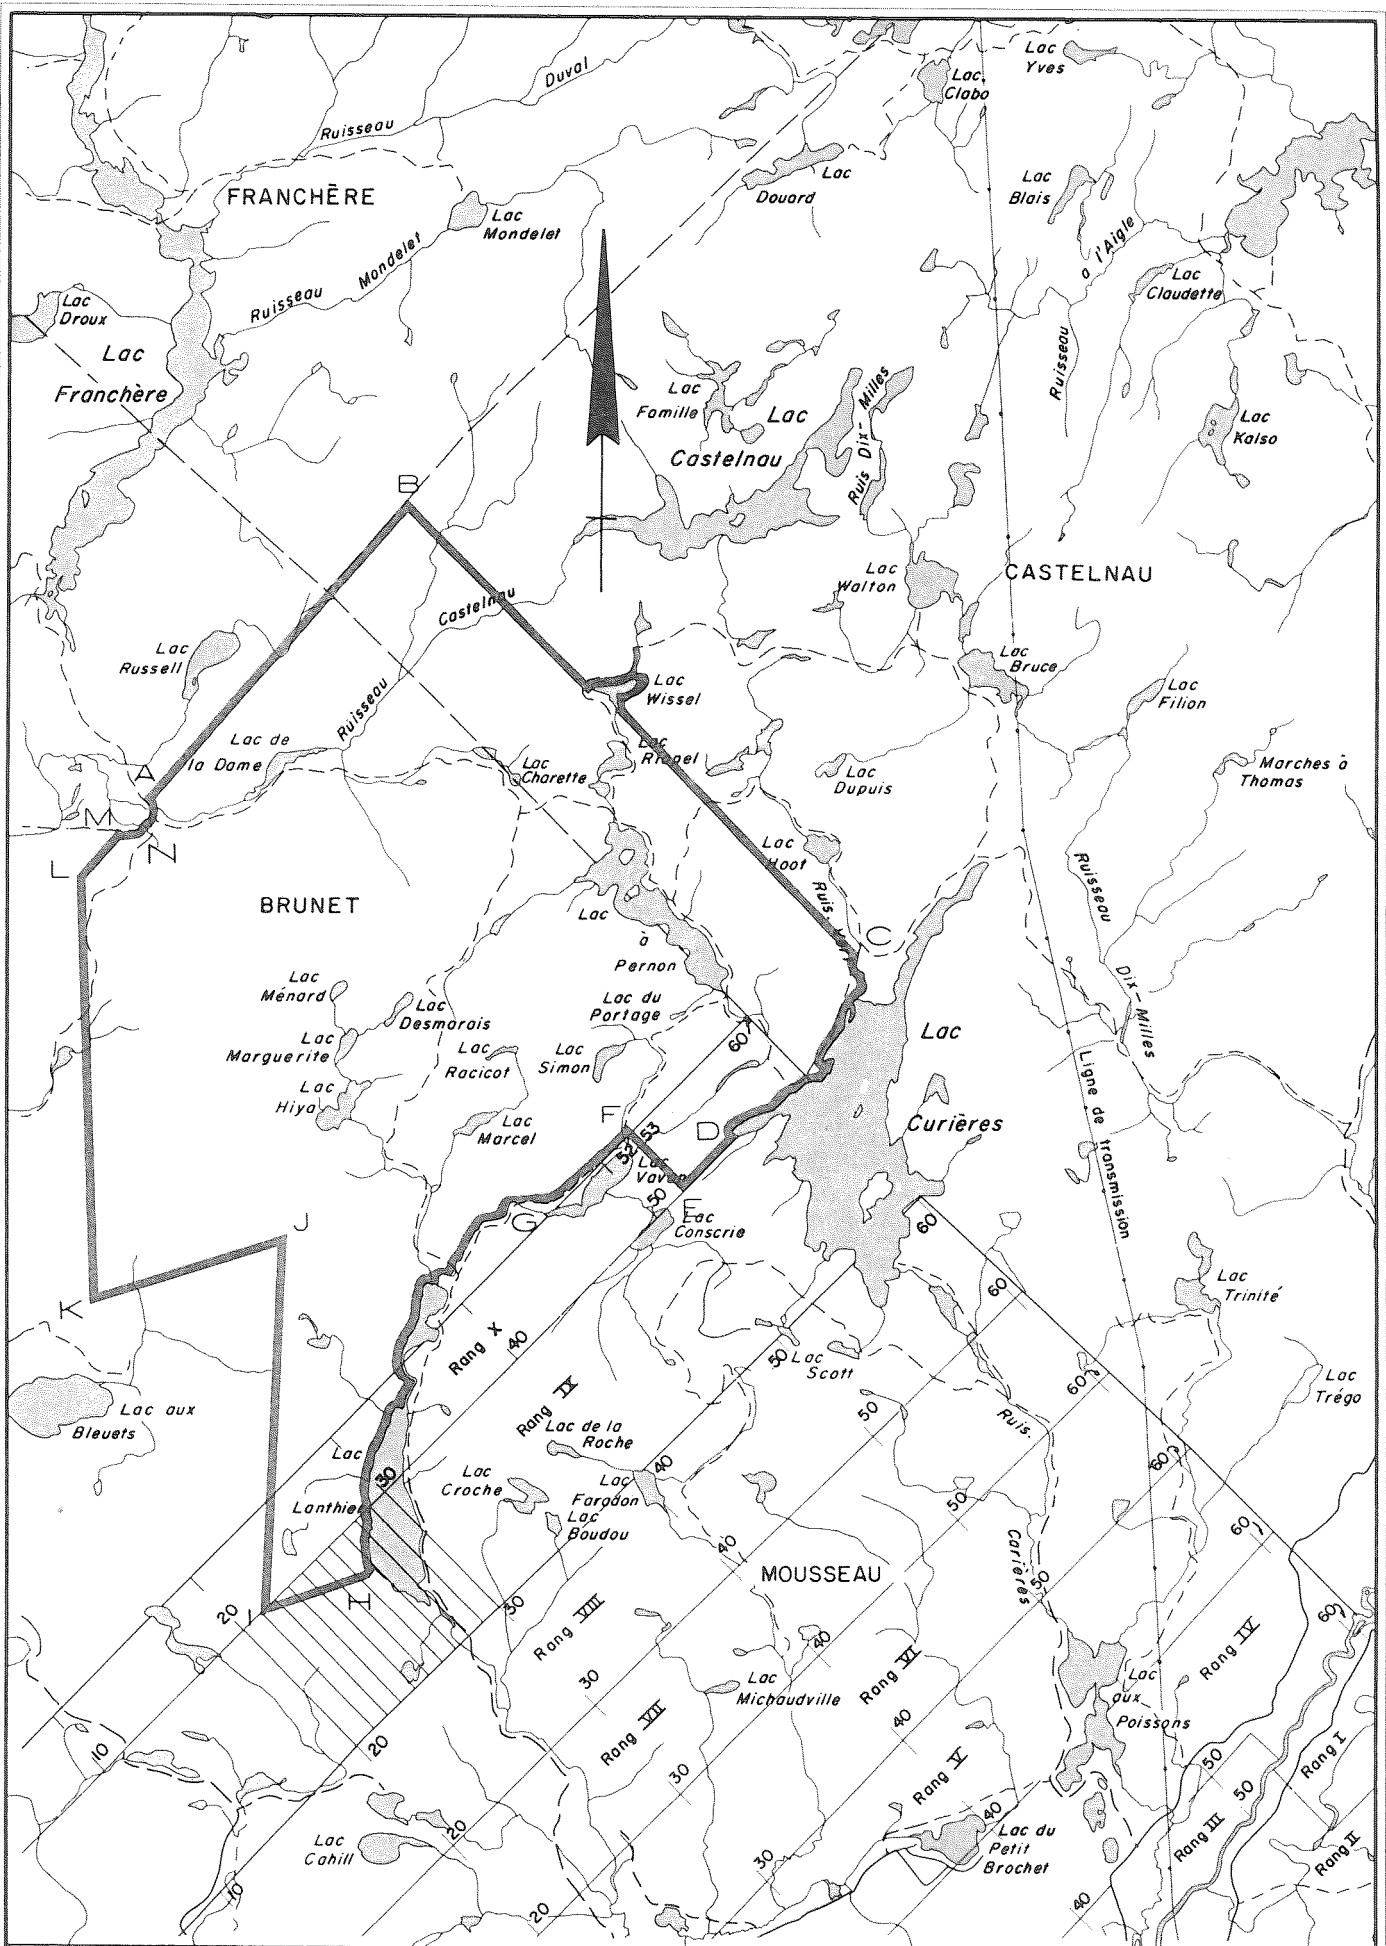 Lac
Yves
Lac
Clabo
Duval
Ruisseau
FRANCHÈRE
Lac
Mondelet
Lac
Douard
Lac
Blais
à l'Aigle
Ruisseau
Lac
Claudette
Ruisseau
Mondelet
Lac
Droux
Lac
Franchère
Lac
Famille
Lac
Castelnau
Ruis Dix-Milles
Lac
Kalso
B
Lac
Walton
CASTELNAU
Castelnau
Ruisseau
Lac
Russell
Lac
Wissel
Lac
Bruce
Lac
Filion
Lac de
la Dame
Lac
Charette
Lac
Lac
Dupuis
Marches à
Thomas
A
M
N
L
Lac
Hoot
Ruis.
C
Ruisseau
Dix-Milles
BRUNET
Lac
à
Pernon
Lac
Ménard
Lac
Desmarais
Lac du
Portage
Lac
Marguerite
Lac
Racicot
Lac
Simon
60
Lac
Curières
Lac
Hiya
Lac
Marcel
F
53
52
D
Lac
50
E
Lac
Conscrie
G
60
Ligne de transmission
J
K
Lac
Trinité
60
Rang X
40
50
Lac
Scott
60
Lac
Trégo
Lac aux
Bleuets
Rang IX
Lac de la
Roche
50
Ruis.
Curières
Lac
Lanthier
30
Lac
Croche
Lac
Faradon
40
Lac
Boudou
50
60
60
40
MOUSSEAU
50
60
H
I
20
30
Rang VIII
40
Rang VI
Rang IV
30
Lac
Michaudville
Lac
aux
Poissons
Rang VII
40
10
20
30
Rang V
50
50
Rang I
40
Rang III
Rang II
Lac
Cahill
20
Lac du
Petit
Brochet
30
10
20
40